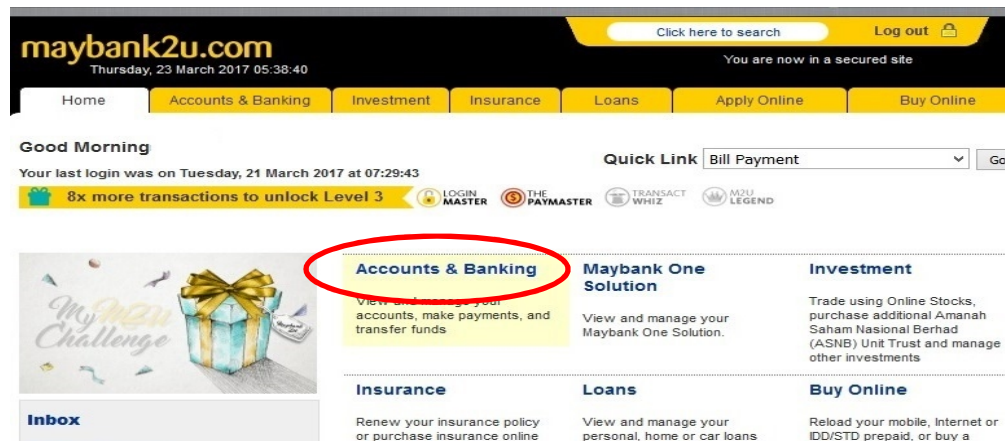 maybank2u.com
Thursday, 23 March 2017 05:38:40
Click here to search
Log out
You are now in a secured site
Home
Accounts & Banking
Investment
Insurance
Loans
Apply Online
Buy Online
Good Morning
Your last login was on Tuesday, 21 March 2017 at 07:29:43
Quick Link
Bill Payment
Go
8x more transactions to unlock Level 3
LOGIN
MASTER
THE
PAYMASTER
TRANSACT
WHIZ
M2U
LEGEND
My M2U
Challenge
Accounts & Banking
View and manage your
accounts, make payments, and
transfer funds
Maybank One
Solution
View and manage your
Maybank One Solution.
Investment
Trade using Online Stocks,
purchase additional Amanah
Saham Nasional Berhad
(ASNB) Unit Trust and manage
other investments
Inbox
Insurance
Renew your insurance policy
or purchase insurance online
Loans
View and manage your
personal, home or car loans
Buy Online
Reload your mobile, Internet or
IDD/STD prepaid, or buy a